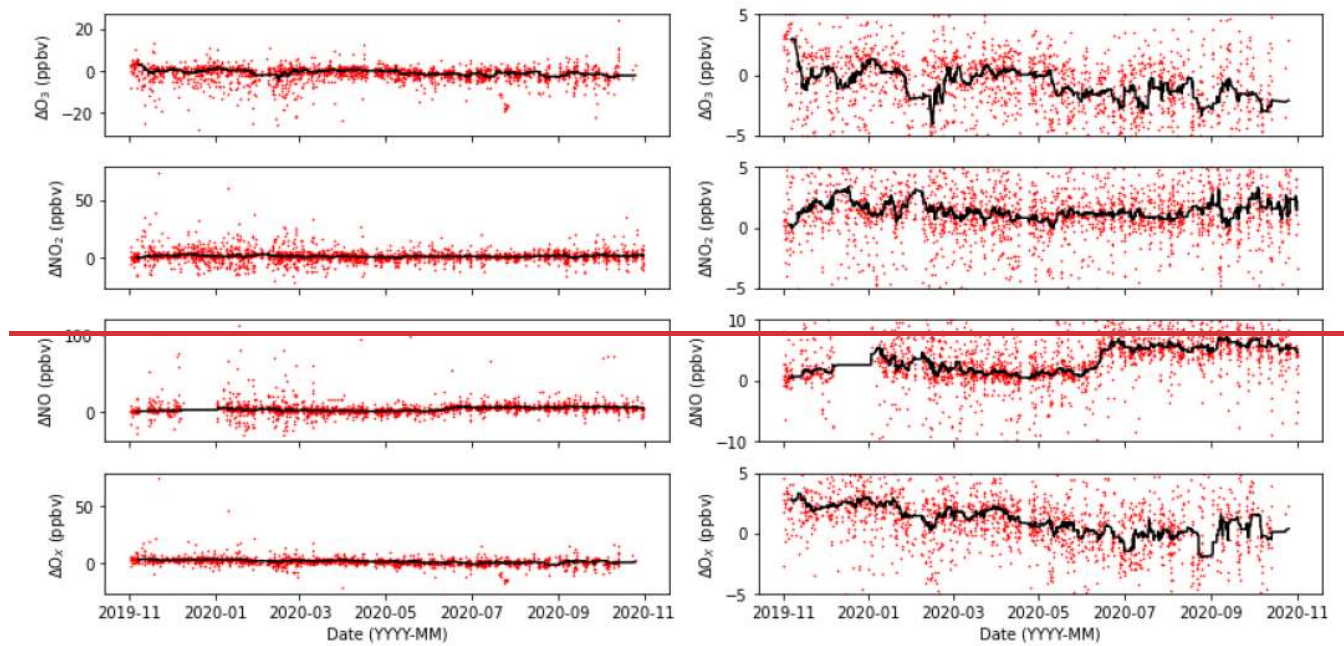 20
0
−20
ΔO₃ (ppbv)
5
0
−5
ΔO₃ (ppbv)
50
0
ΔNO₂ (ppbv)
5
0
−5
ΔNO₂ (ppbv)
100
0
ΔNO (ppbv)
10
0
−10
ΔNO (ppbv)
50
0
ΔOₓ (ppbv)
5
0
−5
ΔOₓ (ppbv)
2019-11 2020-01 2020-03 2020-05 2020-07 2020-09 2020-11
Date (YYYY-MM)
2019-11 2020-01 2020-03 2020-05 2020-07 2020-09 2020-11
Date (YYYY-MM)